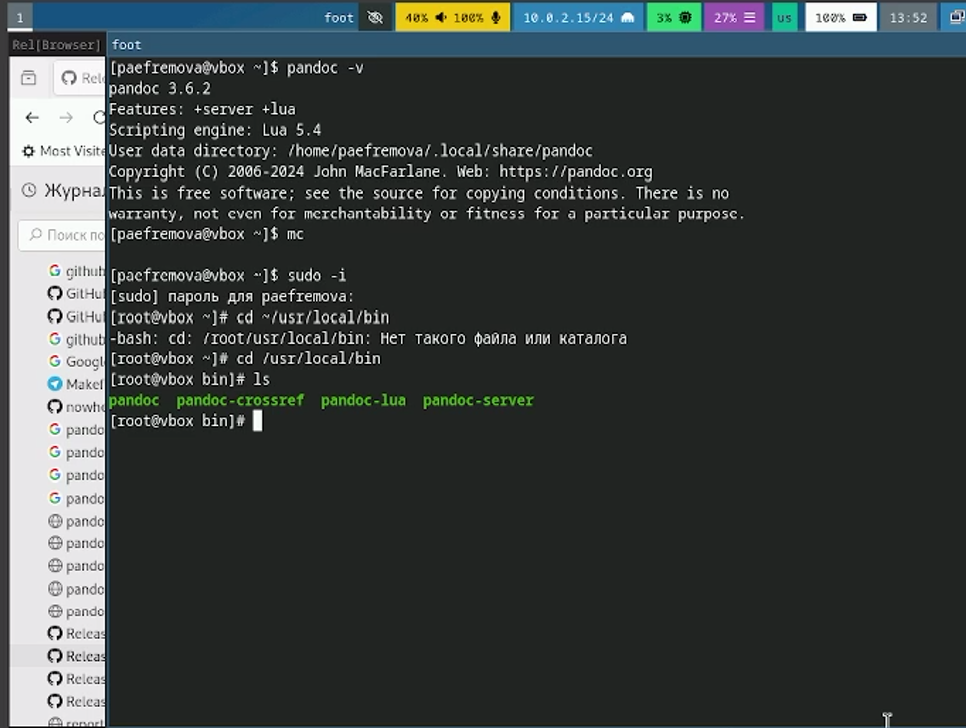 1 foot 40% 100% 10.0.2.15/24 3% 27% us 100% 13:52
Rel[Browser] foot
[paefremova@vbox ~]$ pandoc -v
pandoc 3.6.2
Features: +server +lua
Scripting engine: Lua 5.4
User data directory: /home/paefremova/.local/share/pandoc
Copyright (C) 2006-2024 John MacFarlane. Web: https://pandoc.org
This is free software; see the source for copying conditions. There is no
warranty, not even for merchantability or fitness for a particular purpose.
[paefremova@vbox ~]$ mc
[paefremova@vbox ~]$ sudo -i
[sudo] пароль для paefremova:
[root@vbox ~]# cd ~/usr/local/bin
-bash: cd: /root/usr/local/bin: Нет такого файла или каталога
[root@vbox ~]# cd /usr/local/bin
[root@vbox bin]# ls
pandoc pandoc-crossref pandoc-lua pandoc-server
[root@vbox bin]#
Rele
Most Visite
Журнал
Поиск по
github
GitHu
GitHu
github
Googl
Makef
nowhe
pando
pando
pando
pando
pando
pando
pando
pando
pando
Releas
Releas
Releas
Releas
report